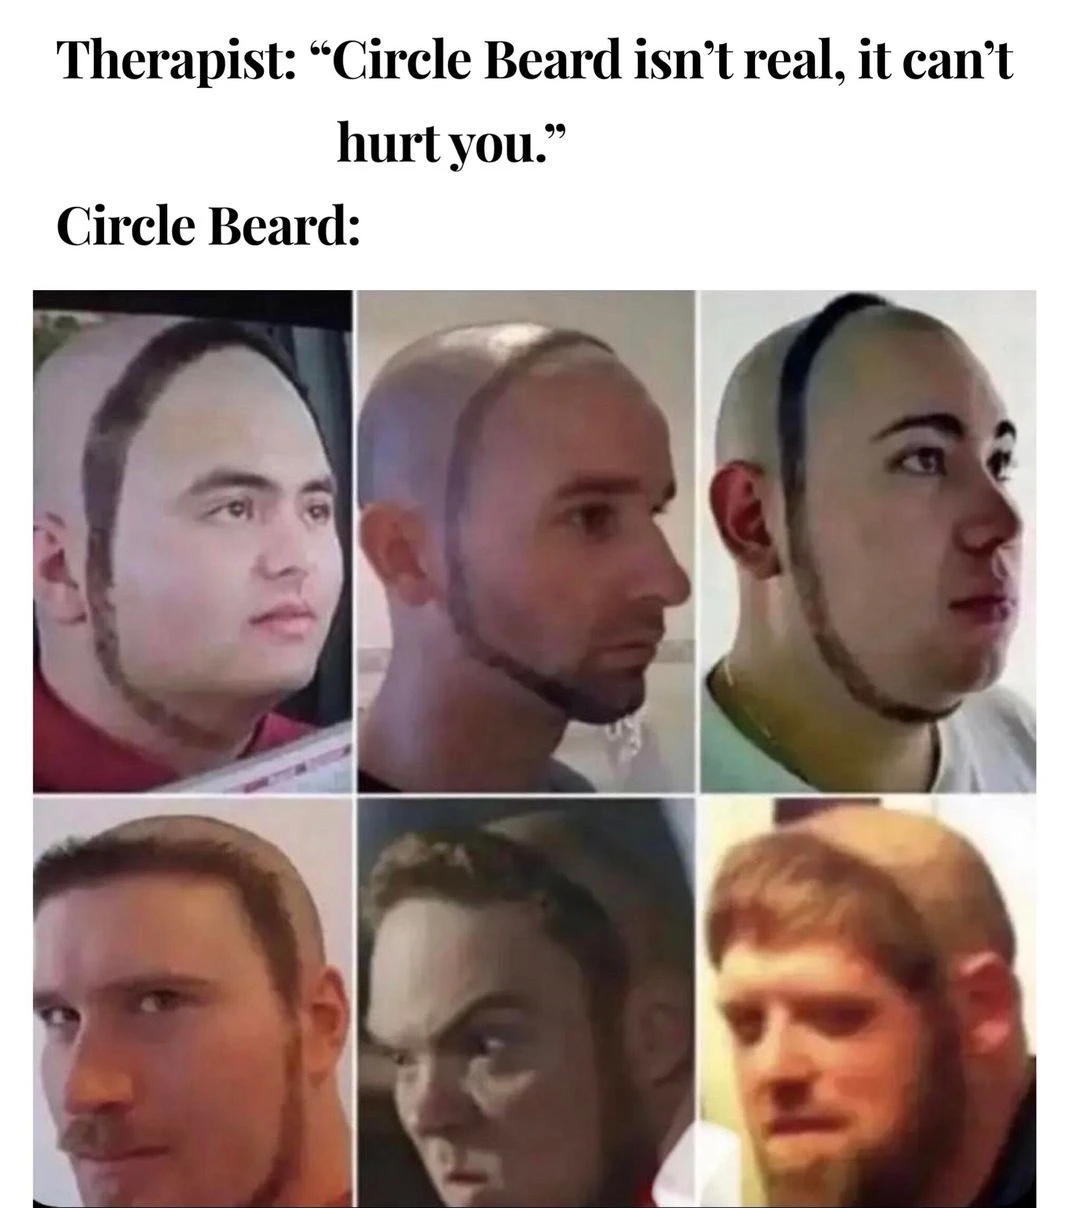 Therapist: “Circle Beard isn’t real, it can’t
hurt you.”
Circle Beard: